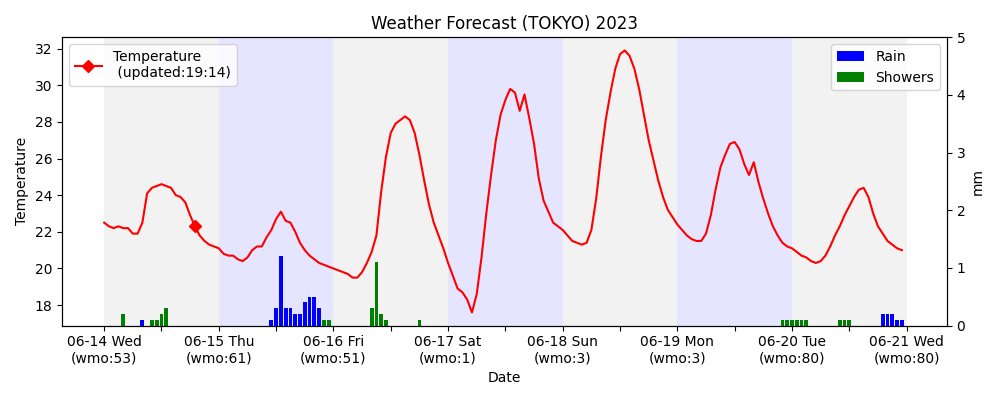 Weather Forecast (TOKYO) 2023
Temperature
(updated:19:14)
Rain
Showers
Temperature
32
30
28
26
24
22
20
18
5
4
3
2
1
0
mm
06-14 Wed
(wmo:53)
06-15 Thu
(wmo:61)
06-16 Fri
(wmo:51)
06-17 Sat
(wmo:1)
06-18 Sun
(wmo:3)
06-19 Mon
(wmo:3)
06-20 Tue
(wmo:80)
06-21 Wed
(wmo:80)
Date